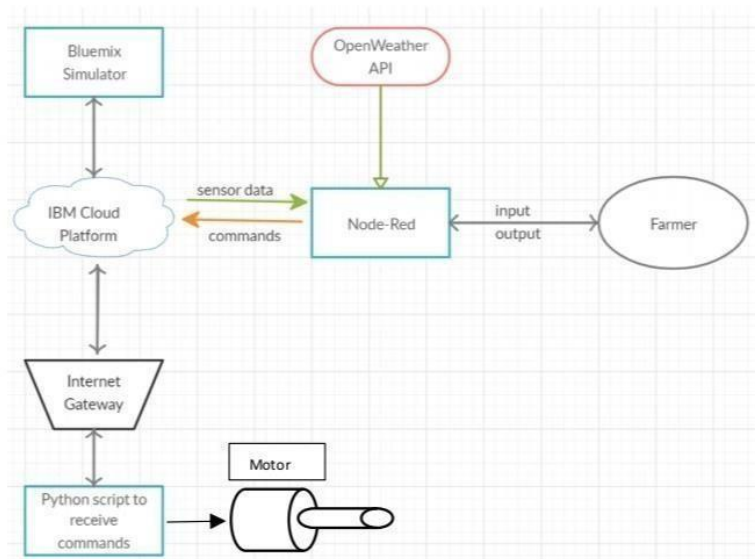 Bluemix
Simulator
OpenWeather
API
sensor data
commands
IBM Cloud
Platform
Node-Red
input
output
Farmer
Internet
Gateway
Motor
Python script to
receive
commands